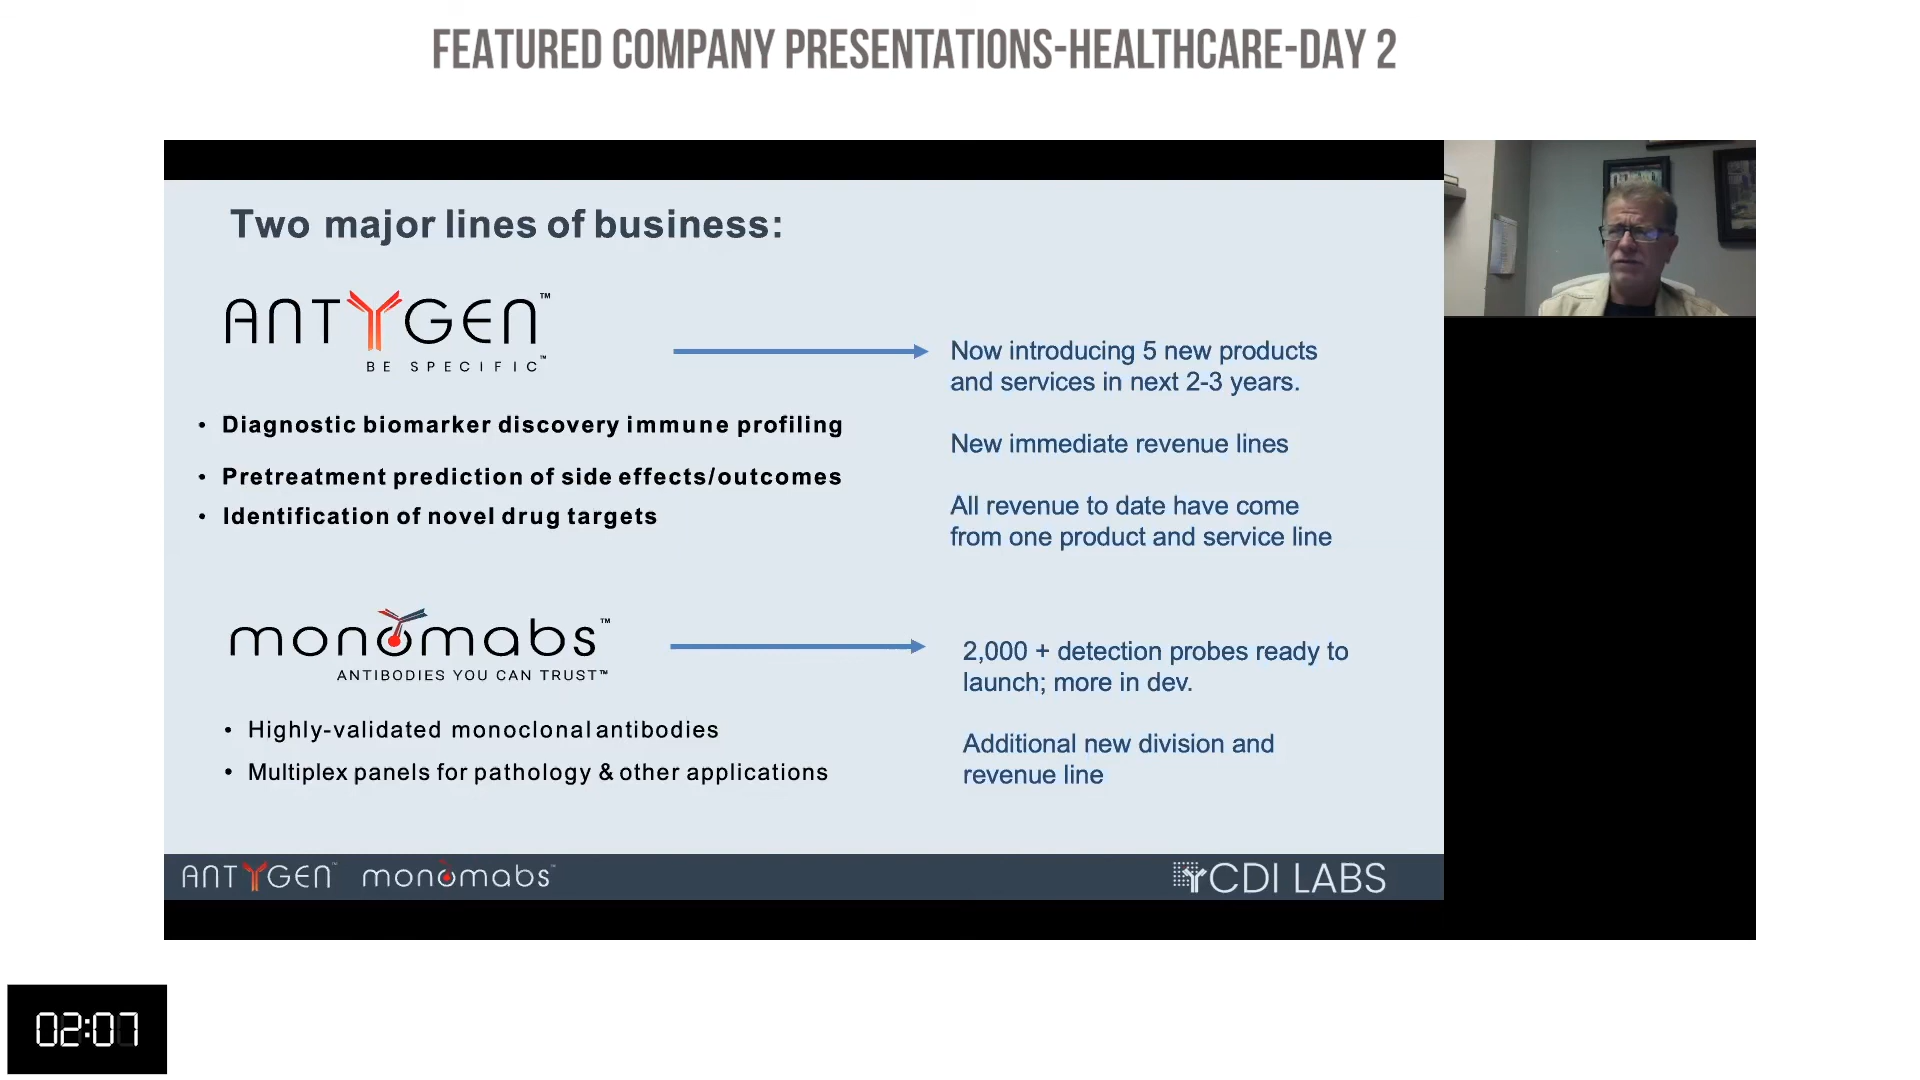 FEATURED COMPANY PRESENTATIONS-HEALTHCARE-DAY 2
Two major lines of business:
ANTYGEN™
BE SPECIFIC™
• Diagnostic biomarker discovery immune profiling
• Pretreatment prediction of side effects/outcomes
• Identification of novel drug targets
Now introducing 5 new products
and services in next 2-3 years.
New immediate revenue lines
All revenue to date have come
from one product and service line
monomabs™
ANTIBODIES YOU CAN TRUST™
• Highly-validated monoclonal antibodies
• Multiplex panels for pathology & other applications
2,000 + detection probes ready to
launch; more in dev.
Additional new division and
revenue line
ANTYGEN™ monomabs™
CDI LABS
02:07